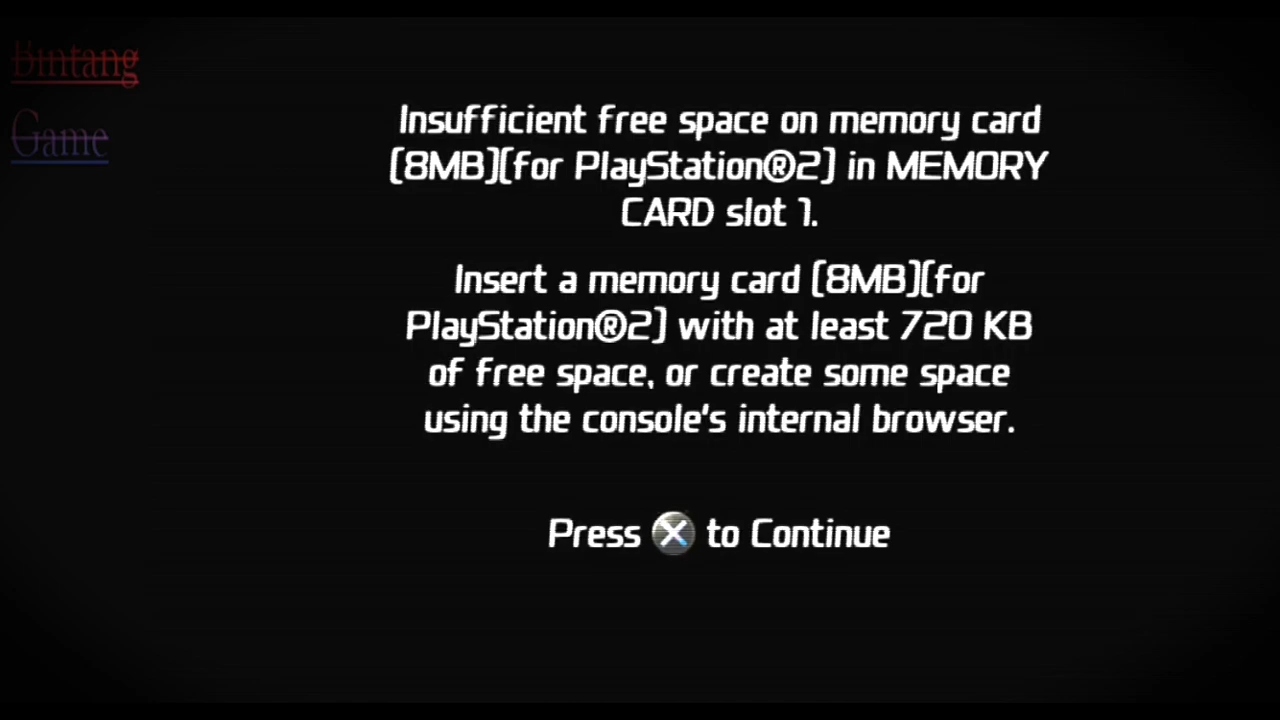 Bintang
Game
Insufficient free space on memory card
(8MB)(for PlayStation®2) in MEMORY
CARD slot 1.
Insert a memory card (8MB)(for
PlayStation®2) with at least 720 KB
of free space, or create some space
using the console's internal browser.
Press X to Continue